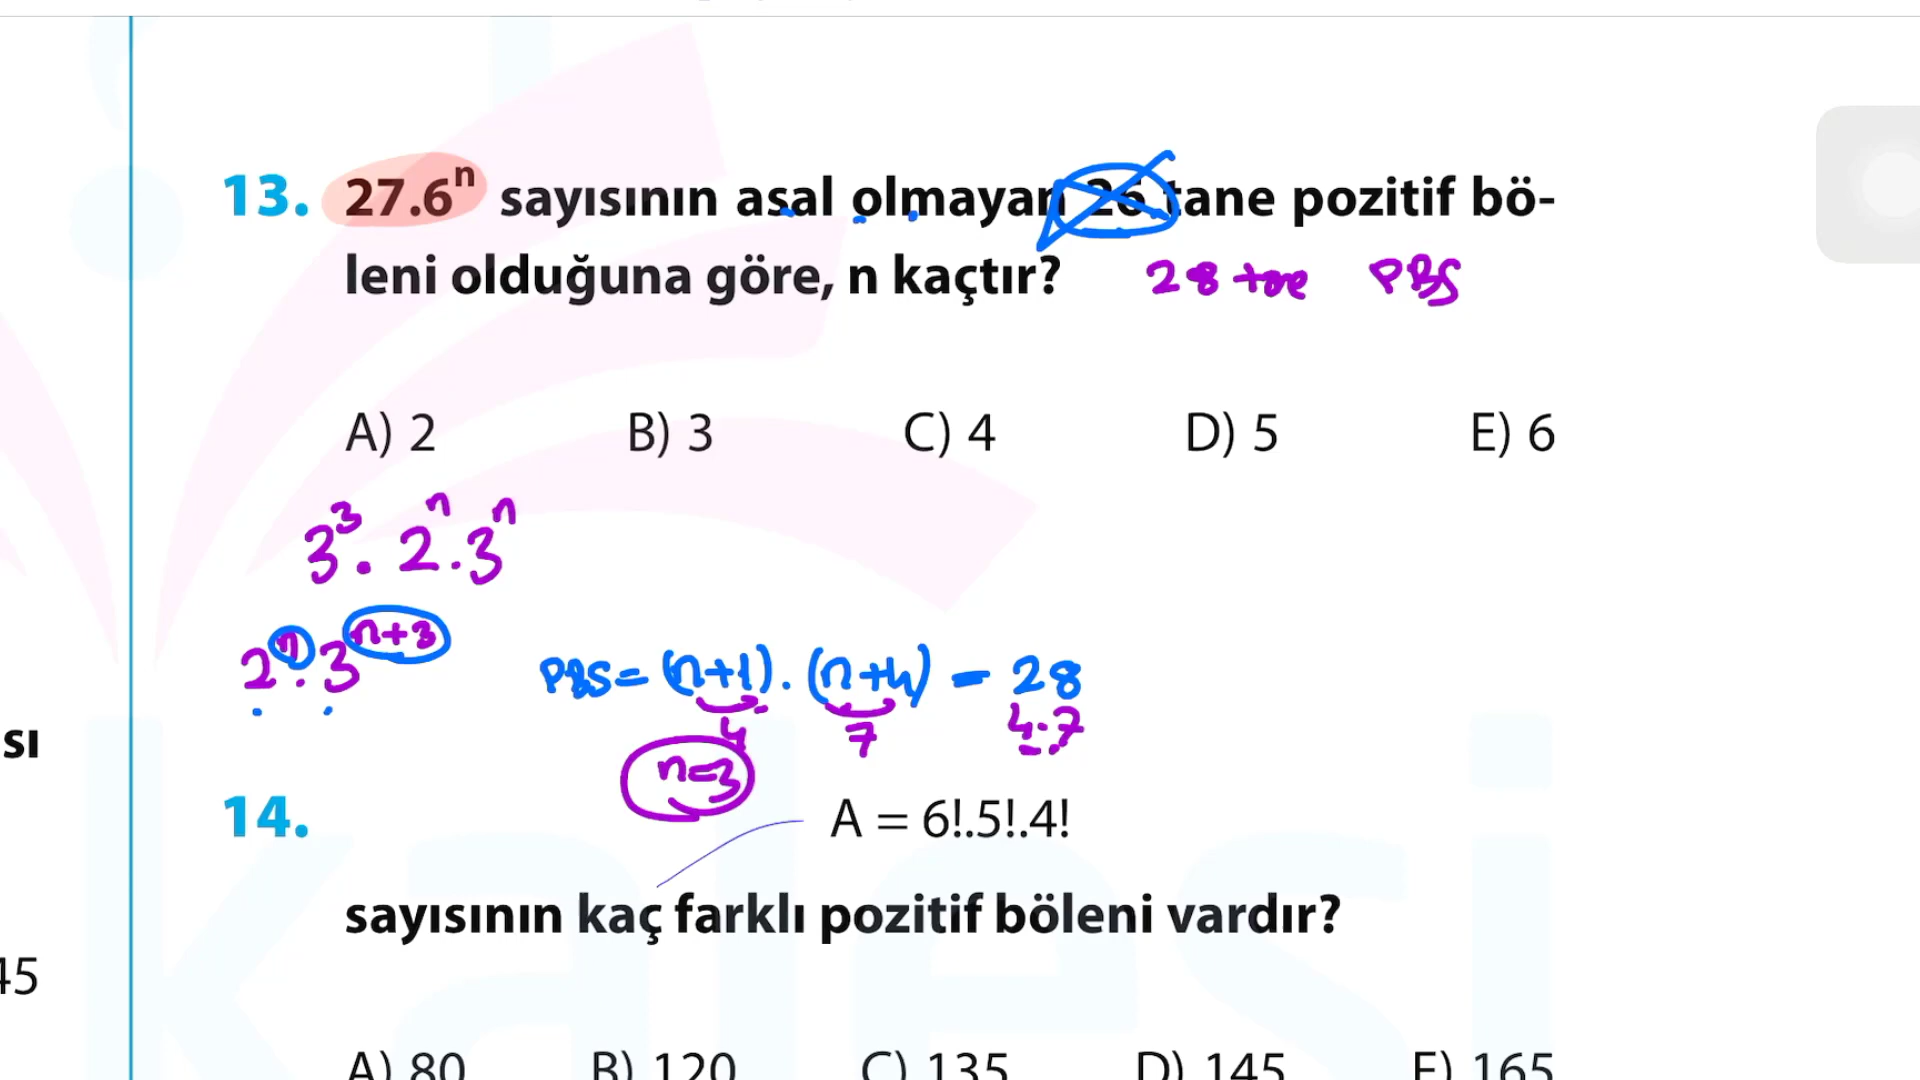 13. 27.6ⁿ sayısının asal olmayan 26 tane pozitif bö-
leni olduğuna göre, n kaçtır? 28 tane PBS
A) 2 B) 3 C) 4 D) 5 E) 6
3³. 2ⁿ.3ⁿ
2ⁿ.3ⁿ⁺³
PBS = (n+1).(n+4) = 28
4 7 4.7
n=3
sı
14. A = 6!.5!.4!
sayısının kaç farklı pozitif böleni vardır?
45
A) 80 B) 120 C) 135 D) 145 E) 165
kalesi